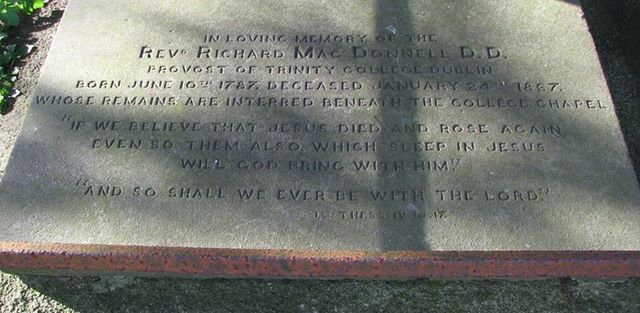 IN LOVING MEMORY OF THE
REVD RICHARD MAC DONNELL D.D.
PROVOST OF TRINITY COLLEGE DUBLIN
BORN JUNE 10TH 1787. DECEASED JANUARY 24TH 1867.
WHOSE REMAINS ARE INTERRED BENEATH THE COLLEGE CHAPEL
"IF WE BELIEVE THAT JESUS DIED AND ROSE AGAIN
EVEN SO THEM ALSO, WHICH SLEEP IN JESUS
WILL GOD BRING WITH HIM"
"AND SO SHALL WE EVER BE WITH THE LORD."
THESS. IV. 17.